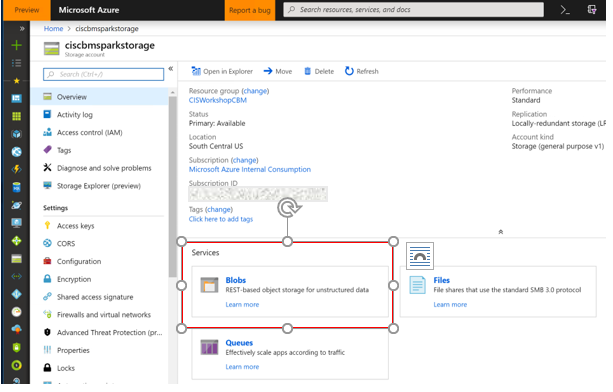 Preview
Microsoft Azure
Report a bug
Search resources, services, and docs
Home > ciscbmsparkstorage
ciscbmsparkstorage
Storage account
Search (Ctrl+/)
Overview
Activity log
Access control (IAM)
Tags
Diagnose and solve problems
Storage Explorer (preview)
Settings
Access keys
CORS
Configuration
Encryption
Shared access signature
Firewalls and virtual networks
Advanced Threat Protection (pr...
Properties
Locks
Open in Explorer
Move
Delete
Refresh
Resource group (change)
CISWorkshopCBM
Status
Primary: Available
Location
South Central US
Subscription (change)
Microsoft Azure Internal Consumption
Subscription ID
Tags (change)
Click here to add tags
Performance
Standard
Replication
Locally-redundant storage (LR
Account kind
Storage (general purpose v1)
Services
Blobs
REST-based object storage for unstructured data
Learn more
Files
File shares that use the standard SMB 3.0 protocol
Learn more
Queues
Effectively scale apps according to traffic
Learn more